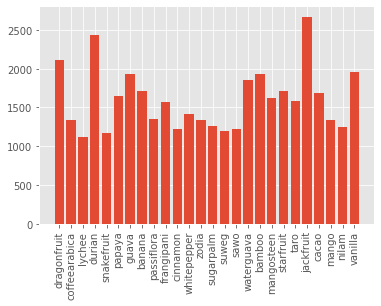 2500
2000
1500
1000
500
0
dragonfruit
coffeearabica
lychee
durian
snakefruit
papaya
guava
banana
passiflora
frangipani
cinnamon
whitepepper
zodia
sugarpalm
suweg
sawo
waterguava
bamboo
mangosteen
starfruit
taro
jackfruit
cacao
mango
nilam
vanilla